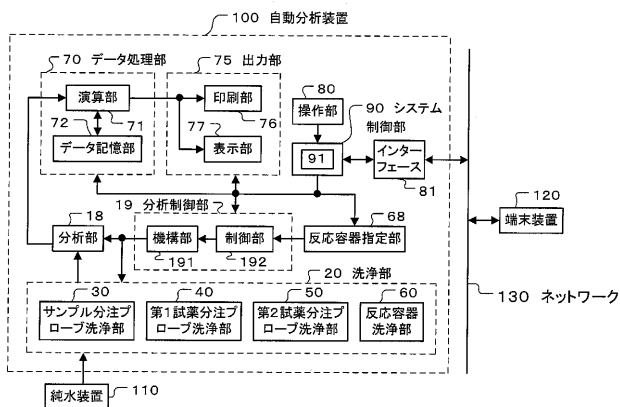 100 自動分析装置
70 データ処理部
75 出力部
80
演算部
印刷部
操作部
90 システム制御部
72
71
77
76
データ記憶部
表示部
91
インターフェース
81
19 分析制御部
18
68
120
分析部
機構部
制御部
反応容器指定部
端末装置
191
192
20 洗浄部
30
40
50
60
130 ネットワーク
サンプル分注プ
ローブ洗浄部
第1試薬分注プ
ローブ洗浄部
第2試薬分注プ
ローブ洗浄部
反応容器
洗浄部
純水装置
110